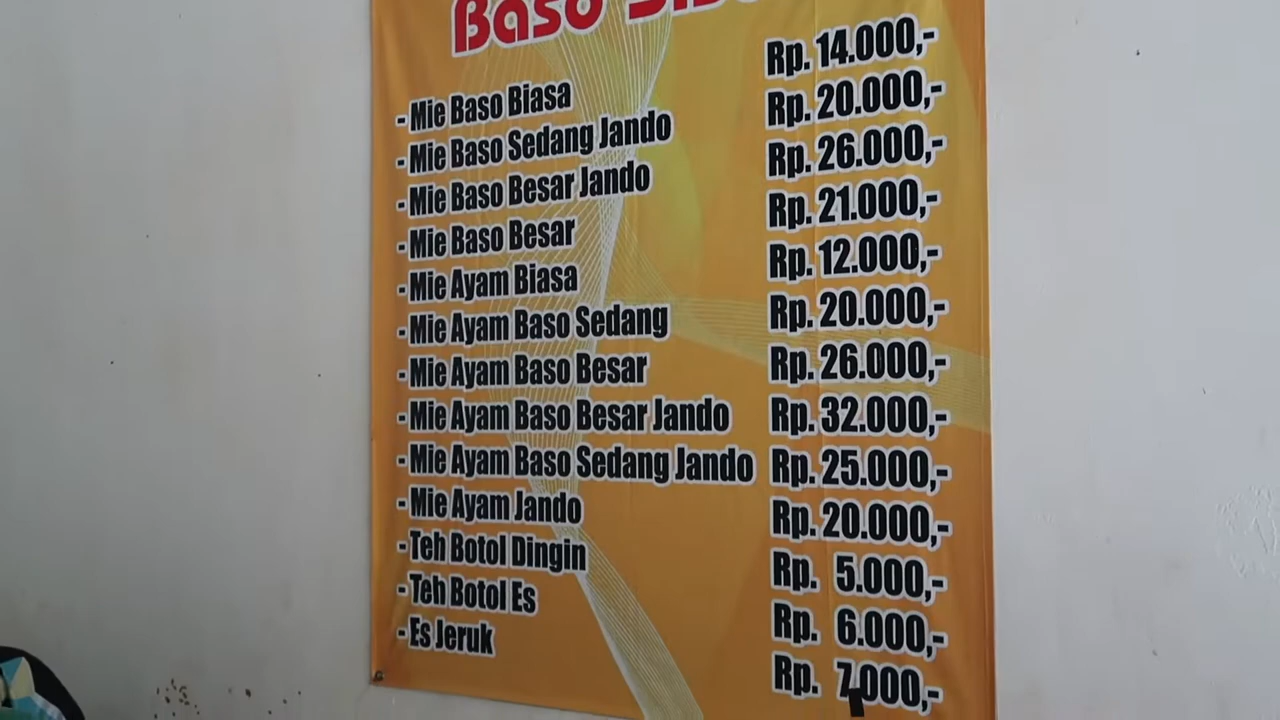 Baso
- Mie Baso Biasa Rp. 14.000,-
- Mie Baso Sedang Jando Rp. 20.000,-
- Mie Baso Besar Jando Rp. 26.000,-
- Mie Baso Besar Rp. 21.000,-
- Mie Ayam Biasa Rp. 12.000,-
- Mie Ayam Baso Sedang Rp. 20.000,-
- Mie Ayam Baso Besar Rp. 26.000,-
- Mie Ayam Baso Besar Jando Rp. 32.000,-
- Mie Ayam Baso Sedang Jando Rp. 25.000,-
- Mie Ayam Jando Rp. 20.000,-
- Teh Botol Dingin Rp. 5.000,-
- Teh Botol Es Rp. 6.000,-
- Es Jeruk Rp. 7.000,-